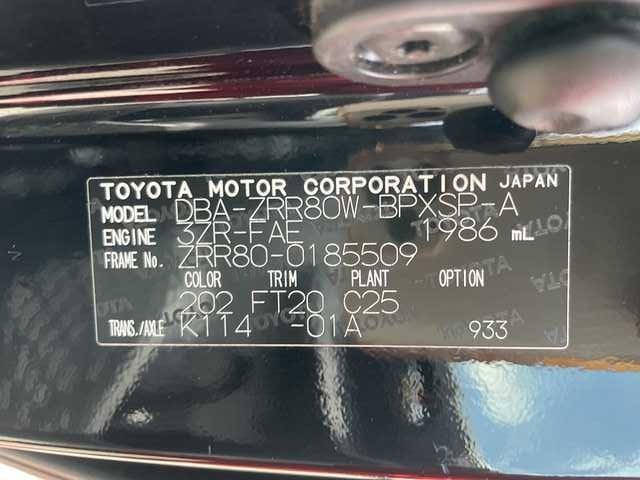 TOYOTA MOTOR CORPORATION JAPAN
MODEL DBA-ZRR80W-BPXSP-A
ENGINE 3ZR-FAE 1986 mL
FRAME No. ZRR80-0185509
COLOR TRIM PLANT OPTION
202 FT20 C25
TRANS./AXLE K114 -01A 933